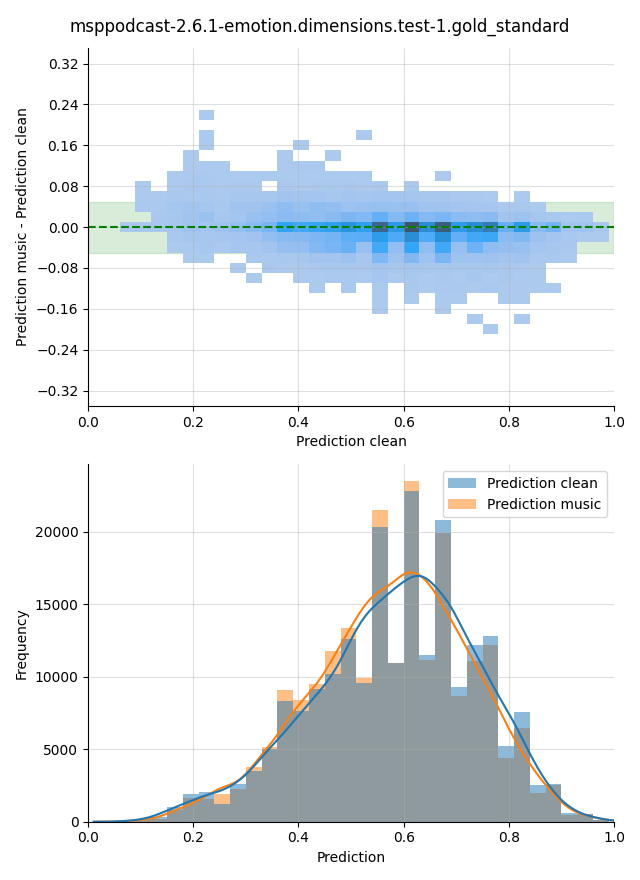 msppodcast-2.6.1-emotion.dimensions.test-1.gold_standard
Prediction music - Prediction clean
0.32
0.24
0.16
0.08
0.00
−0.08
−0.16
−0.24
−0.32
0.0 0.2 0.4 0.6 0.8 1.0
Prediction clean
Frequency
Prediction clean
Prediction music
20000
15000
10000
5000
0
0.0 0.2 0.4 0.6 0.8 1.0
Prediction